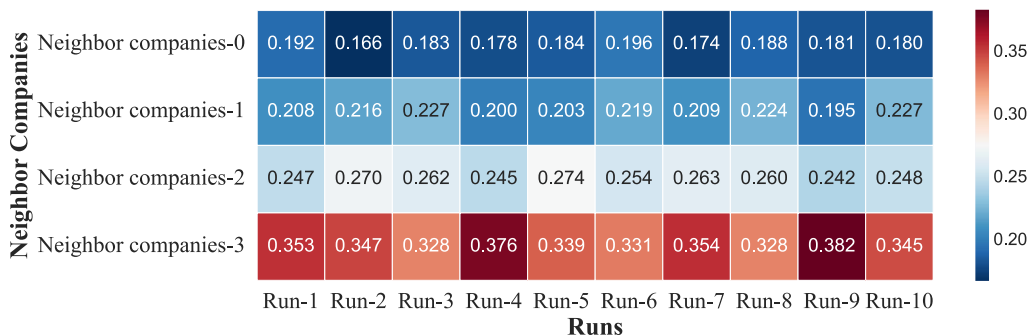 Neighbor Companies
Neighbor companies-0 0.192 0.166 0.183 0.178 0.184 0.196 0.174 0.188 0.181 0.180
Neighbor companies-1 0.208 0.216 0.227 0.200 0.203 0.219 0.209 0.224 0.195 0.227
Neighbor companies-2 0.247 0.270 0.262 0.245 0.274 0.254 0.263 0.260 0.242 0.248
Neighbor companies-3 0.353 0.347 0.328 0.376 0.339 0.331 0.354 0.328 0.382 0.345
Run-1 Run-2 Run-3 Run-4 Run-5 Run-6 Run-7 Run-8 Run-9 Run-10
Runs
0.35
0.30
0.25
0.20